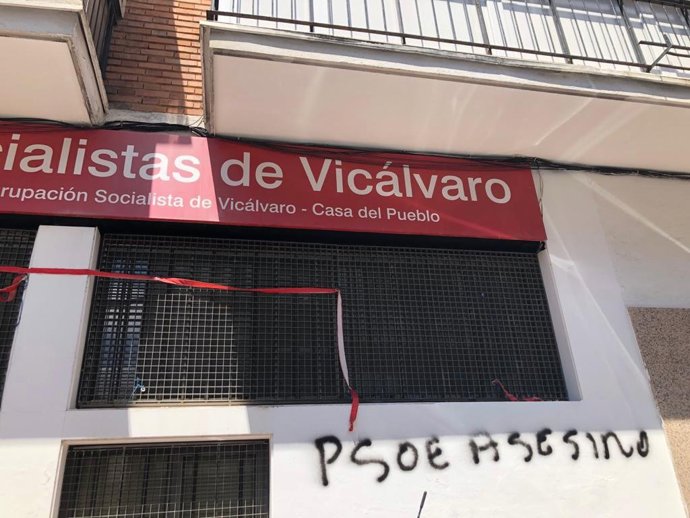 cialistas de Vicálvaro
rupación Socialista de Vicálvaro - Casa del Pueblo
PSOE ASESINO